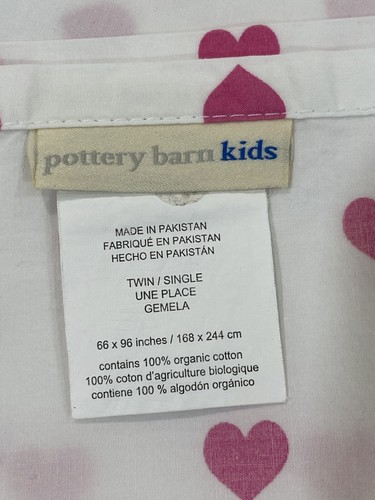 pottery barn kids
MADE IN PAKISTAN
FABRIQUÉ EN PAKISTAN
HECHO EN PAKISTÁN
TWIN / SINGLE
UNE PLACE
GEMELA
66 x 96 inches / 168 x 244 cm
contains 100% organic cotton
100% coton d'agriculture biologique
contiene 100 % algodón orgánico